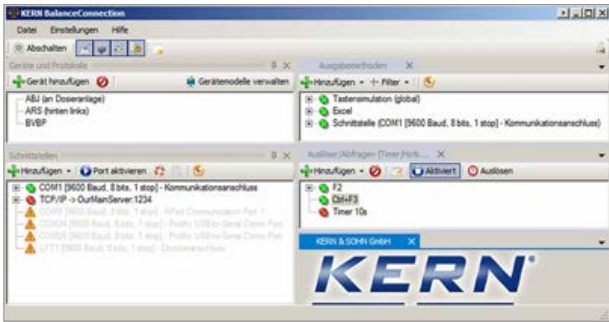 KERN BalanceConnection
Datei Einstellungen Hilfe
Abschalten
Geräte und Protokolle
Gerät hinzufügen
Gerätemodelle verwalten
ABJ (an Dosieranlage)
ARS (hinten links)
BVBP
Ausgabemethoden
Hinzufügen Filter
Tastensimulation (global)
Excel
Schnittstelle (COM1 [9600 Baud, 8 bits, 1 stop] - Kommunikationsanschluss)
Schnittstellen
Hinzufügen Port aktivieren
COM1 [9600 Baud, 8 bits, 1 stop] - Kommunikationsanschluss
TCP/IP -> OurMainServer:1234
Auslöser/Abfragen (Timer/Hotk...
Hinzufügen Aktiviert Auslösen
F2
Ctrl+F3
Timer 10s
KERN & SOHN GmbH
KERN